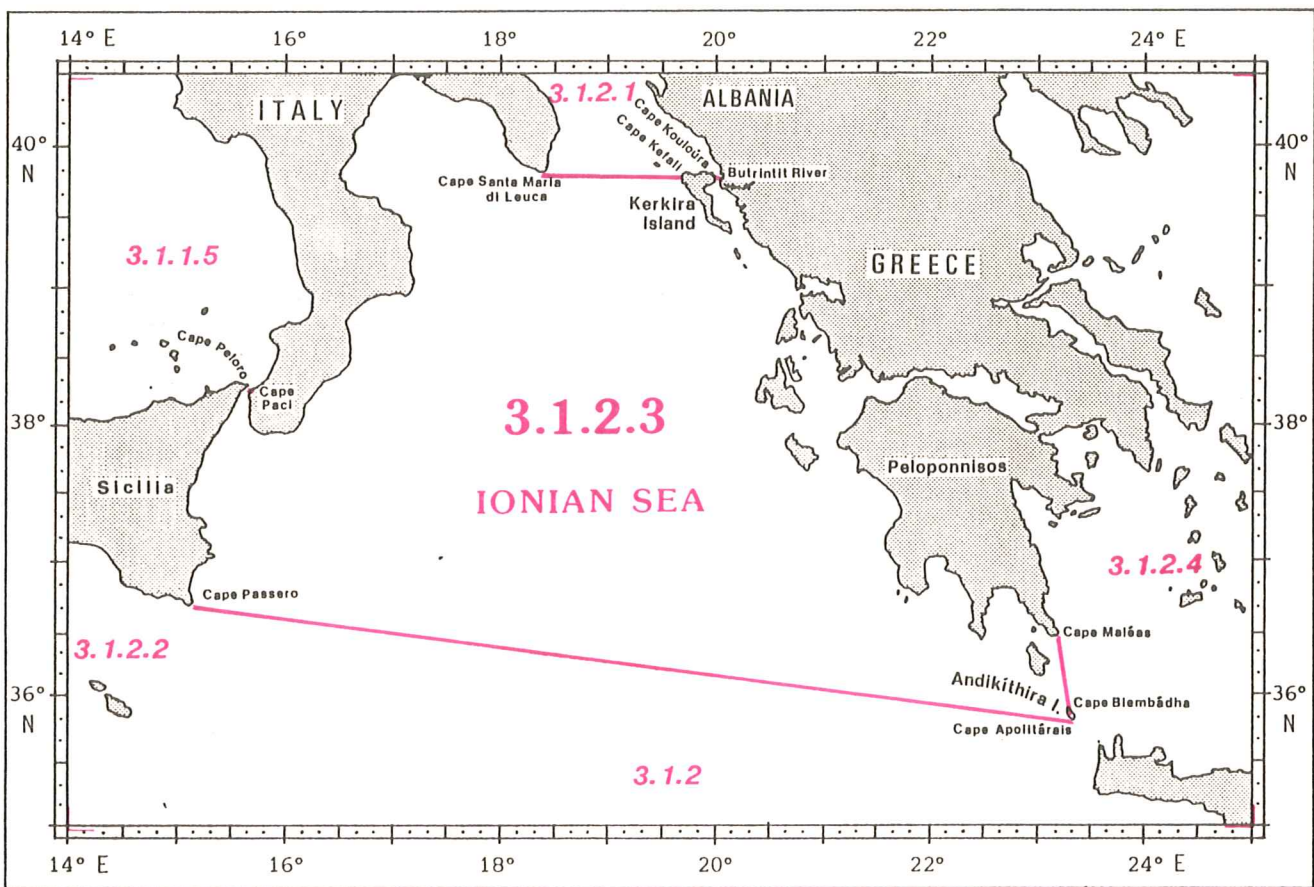 14° E 16° 18° 20° 22° 24° E
3.1.2.1
ITALY
ALBANIA
Cape Kouloúra
Cape Kefali
40°
N
40°
N
Cape Santa Maria
di Leuca
Butrintit River
Kerkira
Island
3.1.1.5
GREECE
Cape Peloro
Cape
Paci
38°
38°
3.1.2.3
Peloponnisos
Sicilia
IONIAN SEA
3.1.2.4
Cape Passero
Cape Maléas
3.1.2.2
Andikíthira I.
36°
N
36°
N
Cape Blembádha
Cape Apolitárais
3.1.2
14° E 16° 18° 20° 22° 24° E